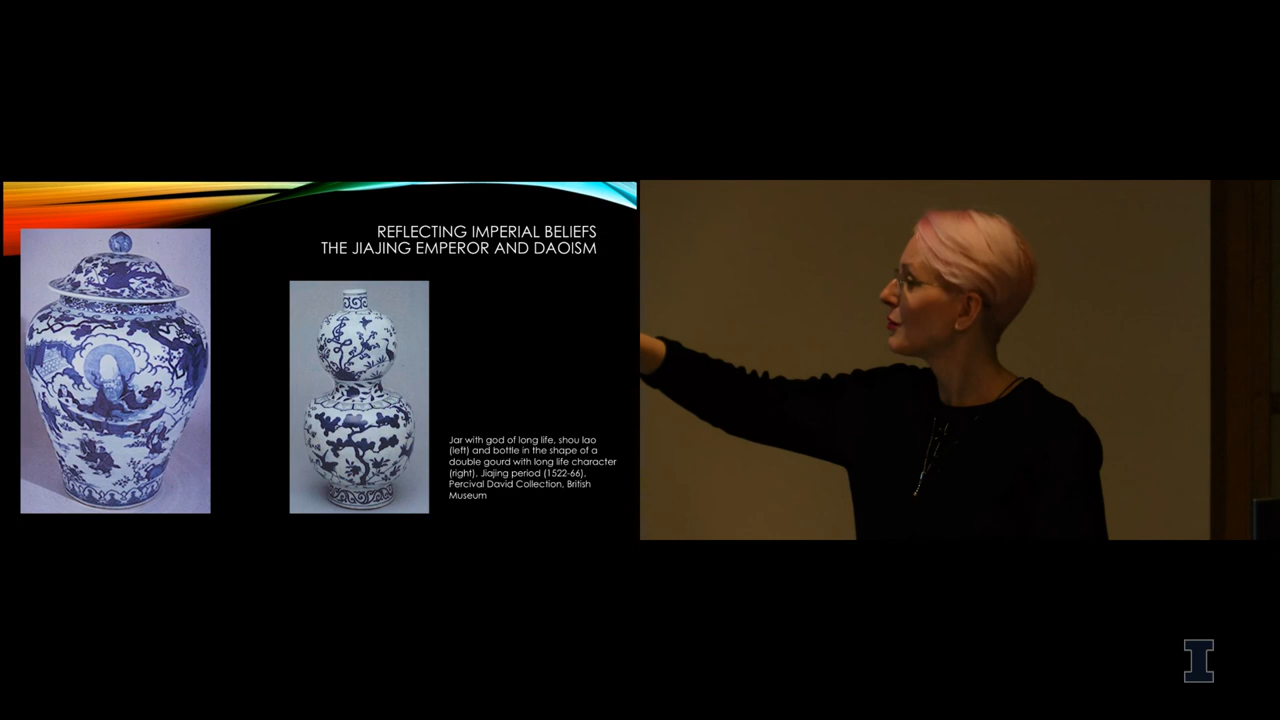 REFLECTING IMPERIAL BELIEFS
THE JIAJING EMPEROR AND DAOISM
Jar with god of long life, shou lao
(left) and bottle in the shape of a
double gourd with long life character
(right). Jiajing period (1522-66).
Percival David Collection, British
Museum
I